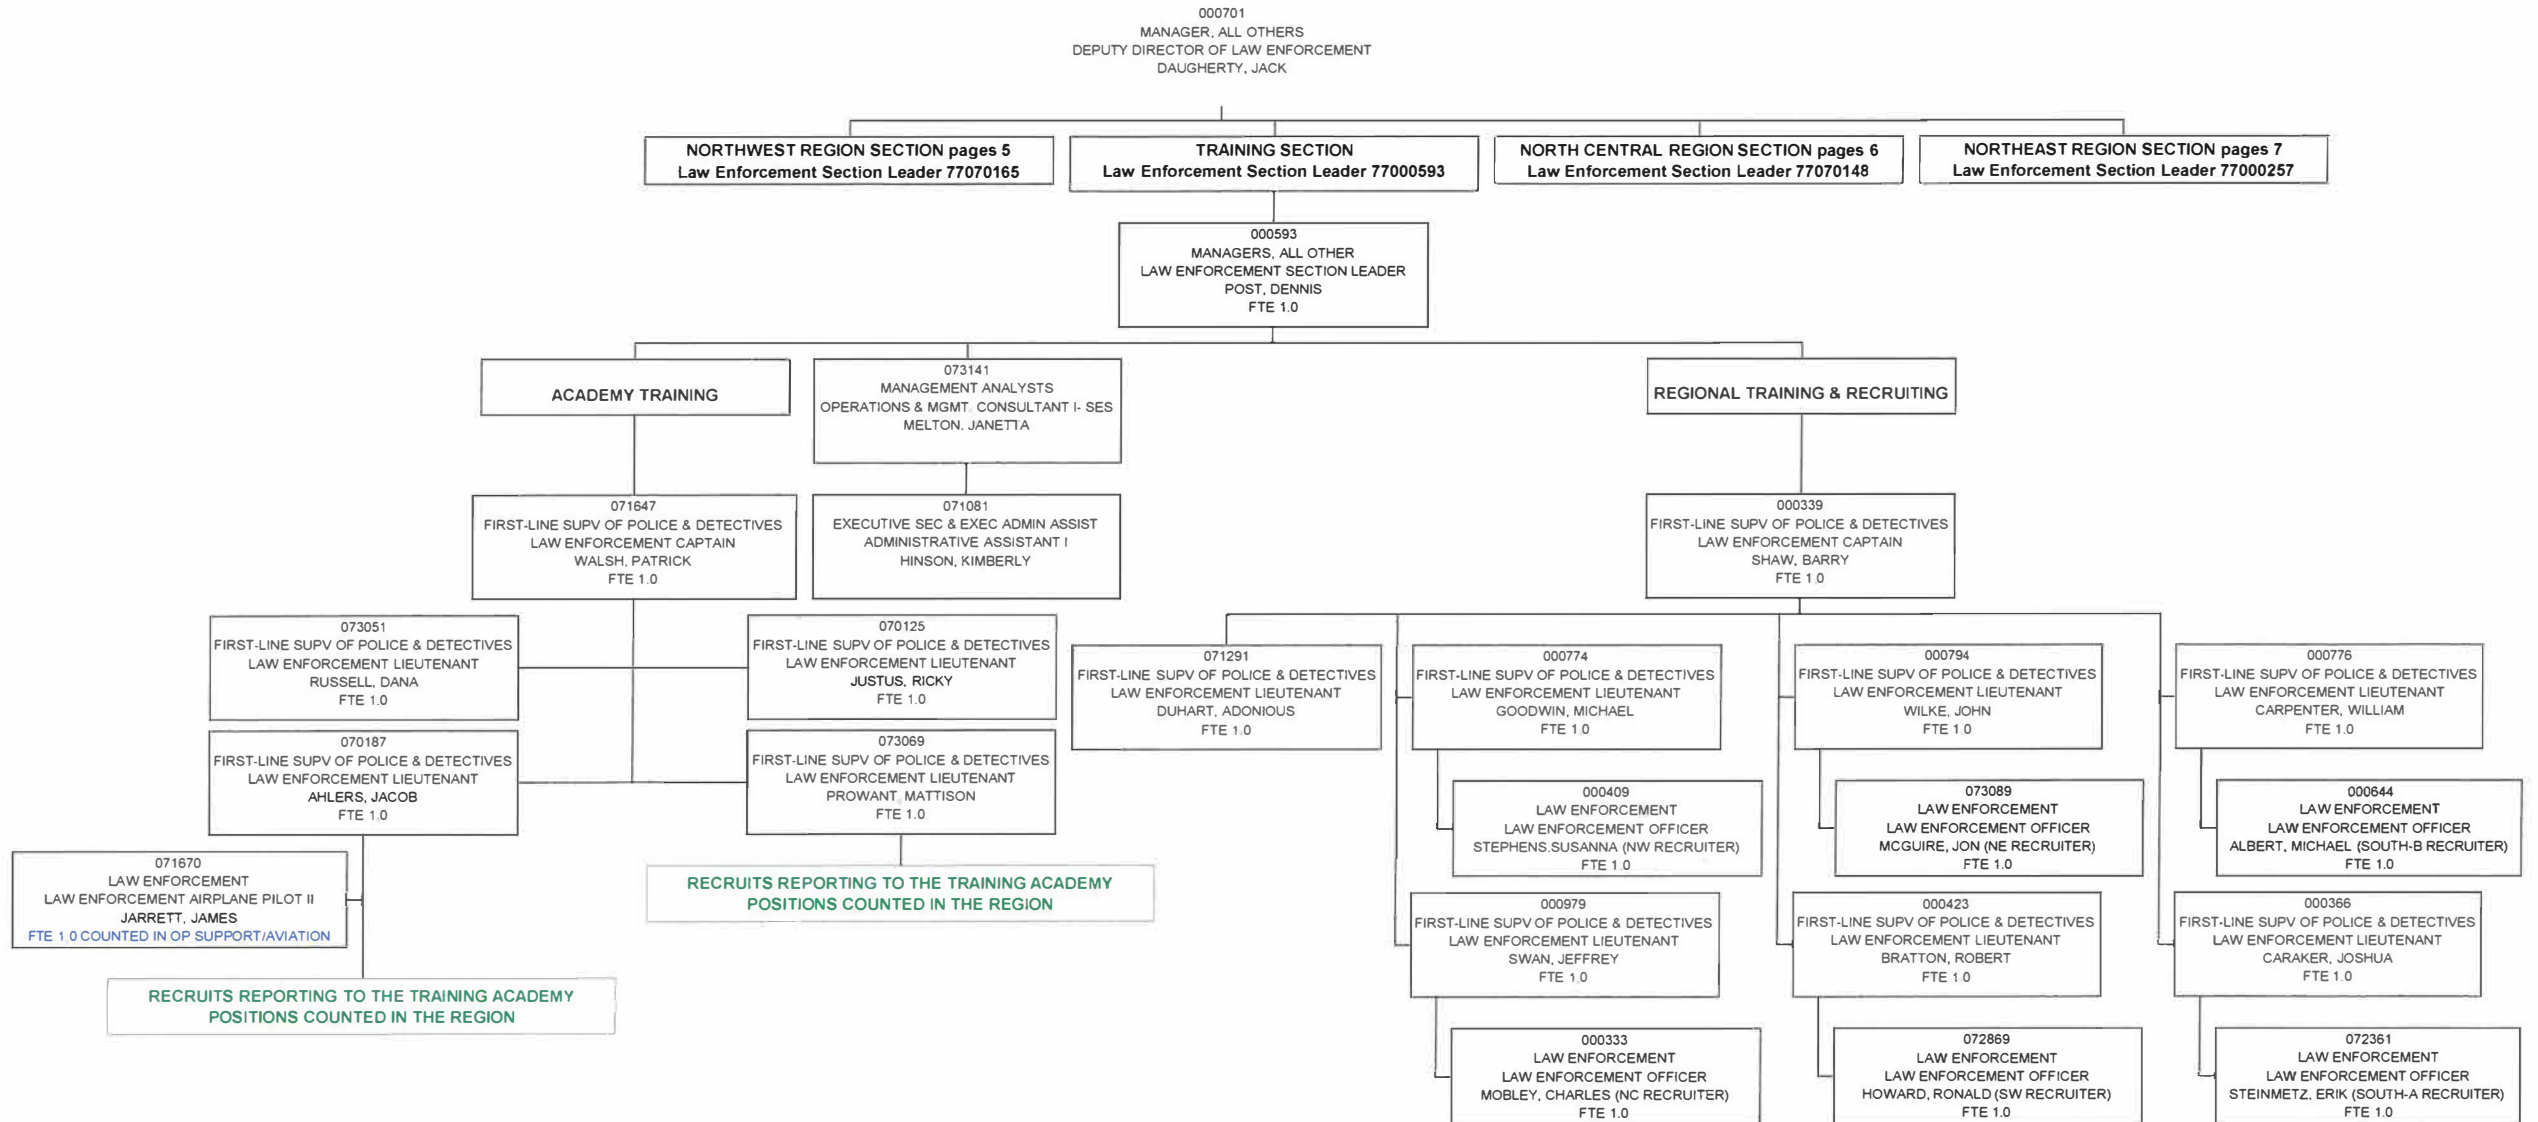 000701
MANAGER, ALL OTHERS
DEPUTY DIRECTOR OF LAW ENFORCEMENT
DAUGHERTY, JACK
NORTHWEST REGION SECTION pages 5
Law Enforcement Section Leader 77070165
TRAINING SECTION
Law Enforcement Section Leader 77000593
NORTH CENTRAL REGION SECTION pages 6
Law Enforcement Section Leader 77070148
NORTHEAST REGION SECTION pages 7
Law Enforcement Section Leader 77000257
000593
MANAGERS, ALL OTHER
LAW ENFORCEMENT SECTION LEADER
POST, DENNIS
FTE 1.0
ACADEMY TRAINING
073141
MANAGEMENT ANALYSTS
OPERATIONS & MGMT. CONSULTANT I- SES
MELTON. JANETTA
REGIONAL TRAINING & RECRUITING
071647
FIRST-LINE SUPV OF POLICE & DETECTIVES
LAW ENFORCEMENT CAPTAIN
WALSH, PATRICK
FTE 1.0
071081
EXECUTIVE SEC & EXEC ADMIN ASSIST
ADMINISTRATIVE ASSISTANT I
HINSON, KIMBERLY
000339
FIRST-LINE SUPV OF POLICE & DETECTIVES
LAW ENFORCEMENT CAPTAIN
SHAW, BARRY
FTE 1.0
073051
FIRST-LINE SUPV OF POLICE & DETECTIVES
LAW ENFORCEMENT LIEUTENANT
RUSSELL, DANA
FTE 1.0
070125
FIRST-LINE SUPV OF POLICE & DETECTIVES
LAW ENFORCEMENT LIEUTENANT
JUSTUS, RICKY
FTE 1.0
070187
FIRST-LINE SUPV OF POLICE & DETECTIVES
LAW ENFORCEMENT LIEUTENANT
AHLERS, JACOB
FTE 1.0
073069
FIRST-LINE SUPV OF POLICE & DETECTIVES
LAW ENFORCEMENT LIEUTENANT
PROWANT, MATTISON
FTE 1.0
071670
LAW ENFORCEMENT
LAW ENFORCEMENT AIRPLANE PILOT II
JARRETT, JAMES
FTE 1.0 COUNTED IN OP SUPPORT/AVIATION
RECRUITS REPORTING TO THE TRAINING ACADEMY
POSITIONS COUNTED IN THE REGION
RECRUITS REPORTING TO THE TRAINING ACADEMY
POSITIONS COUNTED IN THE REGION
071291
FIRST-LINE SUPV OF POLICE & DETECTIVES
LAW ENFORCEMENT LIEUTENANT
DUHART, ADONIOUS
FTE 1.0
000774
FIRST-LINE SUPV OF POLICE & DETECTIVES
LAW ENFORCEMENT LIEUTENANT
GOODWIN, MICHAEL
FTE 1.0
000794
FIRST-LINE SUPV OF POLICE & DETECTIVES
LAW ENFORCEMENT LIEUTENANT
WILKE, JOHN
FTE 1.0
000776
FIRST-LINE SUPV OF POLICE & DETECTIVES
LAW ENFORCEMENT LIEUTENANT
CARPENTER, WILLIAM
FTE 1.0
000409
LAW ENFORCEMENT
LAW ENFORCEMENT OFFICER
STEPHENS.SUSANNA (NW RECRUITER)
FTE 1.0
073089
LAW ENFORCEMENT
LAW ENFORCEMENT OFFICER
MCGUIRE, JON (NE RECRUITER)
FTE 1.0
000644
LAW ENFORCEMENT
LAW ENFORCEMENT OFFICER
ALBERT, MICHAEL (SOUTH-B RECRUITER)
FTE 1.0
000979
FIRST-LINE SUPV OF POLICE & DETECTIVES
LAW ENFORCEMENT LIEUTENANT
SWAN, JEFFREY
FTE 1.0
000423
FIRST-LINE SUPV OF POLICE & DETECTIVES
LAW ENFORCEMENT LIEUTENANT
BRATTON, ROBERT
FTE 1.0
000366
FIRST-LINE SUPV OF POLICE & DETECTIVES
LAW ENFORCEMENT LIEUTENANT
CARAKER, JOSHUA
FTE 1.0
000333
LAW ENFORCEMENT
LAW ENFORCEMENT OFFICER
MOBLEY, CHARLES (NC RECRUITER)
FTE 1.0
072869
LAW ENFORCEMENT
LAW ENFORCEMENT OFFICER
HOWARD, RONALD (SW RECRUITER)
FTE 1.0
072361
LAW ENFORCEMENT
LAW ENFORCEMENT OFFICER
STEINMETZ, ERIK (SOUTH-A RECRUITER)
FTE 1.0